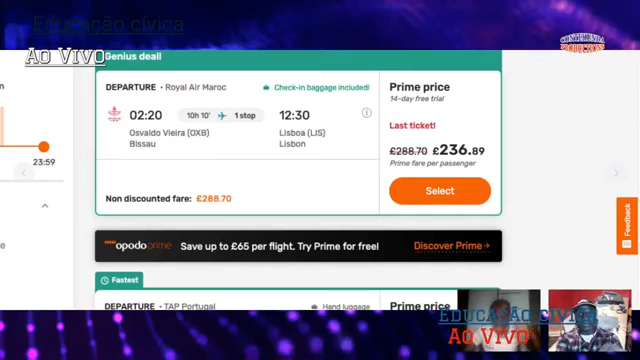 Educação cívica
Ao Vivo
CONTEHUNDA
PRODUCTIONS
Genius deal!
DEPARTURE · Royal Air Maroc
Check-in baggage included!
02:20
10h 10'
1 stop
12:30
Osvaldo Vieira (OXB)
Bissau
Lisboa (LIS)
Lisbon
Non discounted fare: £288.70
Prime price
14-day free trial
Last ticket!
£288.70 £236.89
Prime fare per passenger
Select
23:59
Feedback
opodo prime
Save up to £65 per flight. Try Prime for free!
Discover Prime
Fastest
DEPARTURE · TAP Portugal
Hand luggage
Prime price
Educação cívica
Ao Vivo